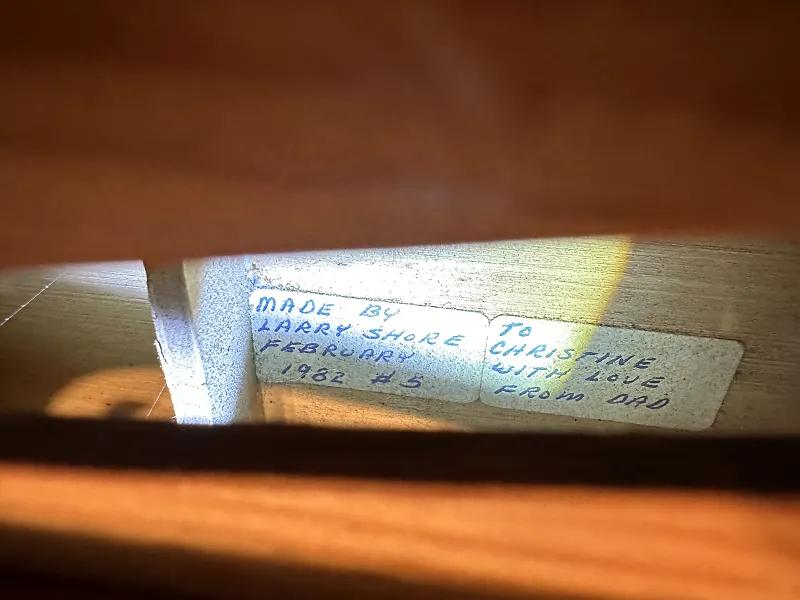 MADE BY
LARRY SHORE
FEBRUARY
1982 #5
TO
CHRISTINE
WITH LOVE
FROM DAD